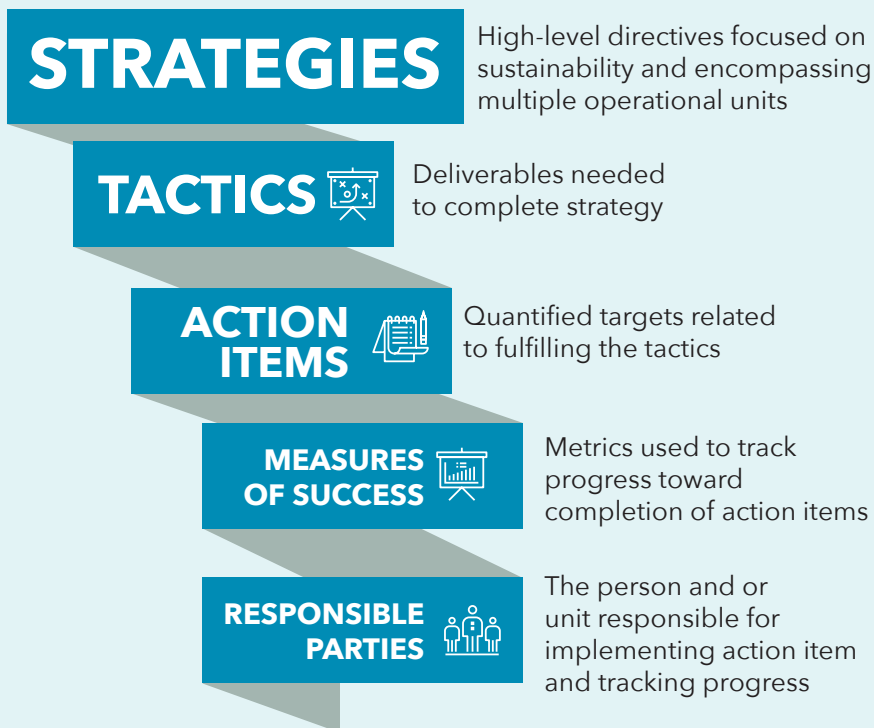 STRATEGIES
High-level directives focused on
sustainability and encompassing
multiple operational units
TACTICS
Deliverables needed
to complete strategy
ACTION
ITEMS
Quantified targets related
to fulfilling the tactics
MEASURES
OF SUCCESS
Metrics used to track
progress toward
completion of action items
RESPONSIBLE
PARTIES
The person and or
unit responsible for
implementing action item
and tracking progress